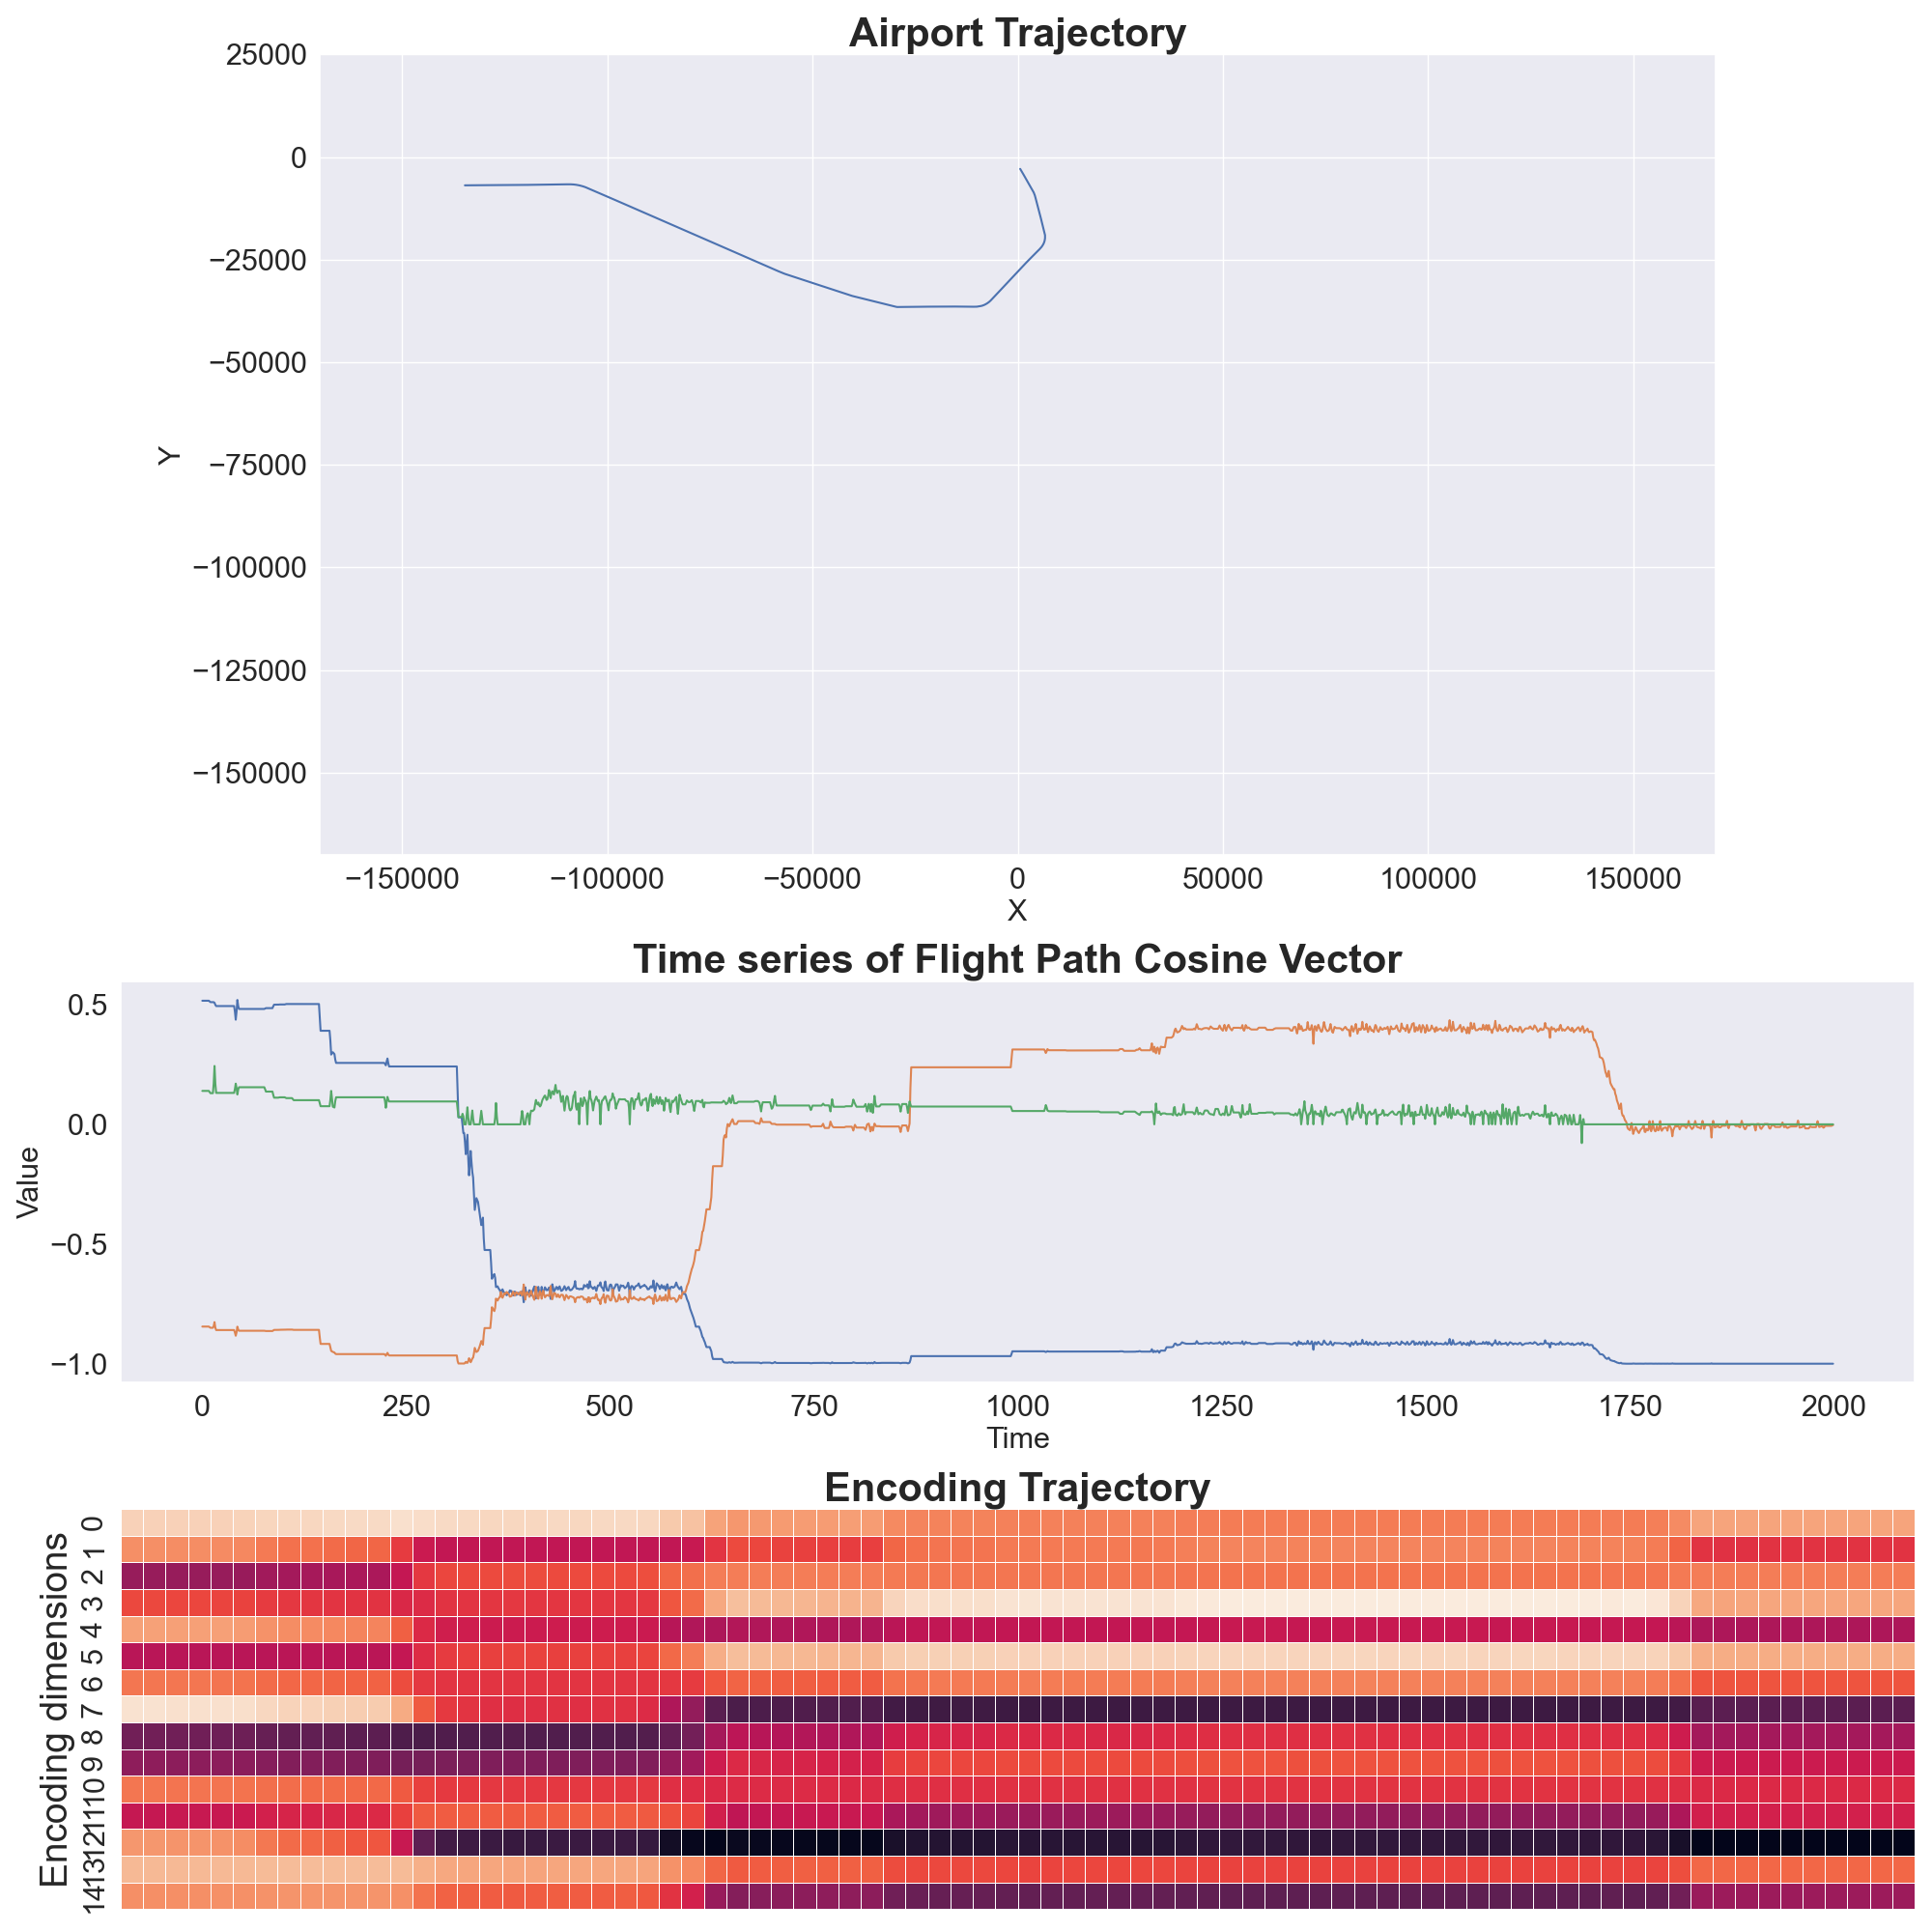 Airport Trajectory
25000
0
−25000
−50000
−75000
−100000
−125000
−150000
Y
−150000 −100000 −50000 0 50000 100000 150000
X
Time series of Flight Path Cosine Vector
0.5
0.0
−0.5
−1.0
Value
0 250 500 750 1000 1250 1500 1750 2000
Time
Encoding Trajectory
Encoding dimensions
0
1
2
3
4
5
6
7
8
9
10
11
12
13
14